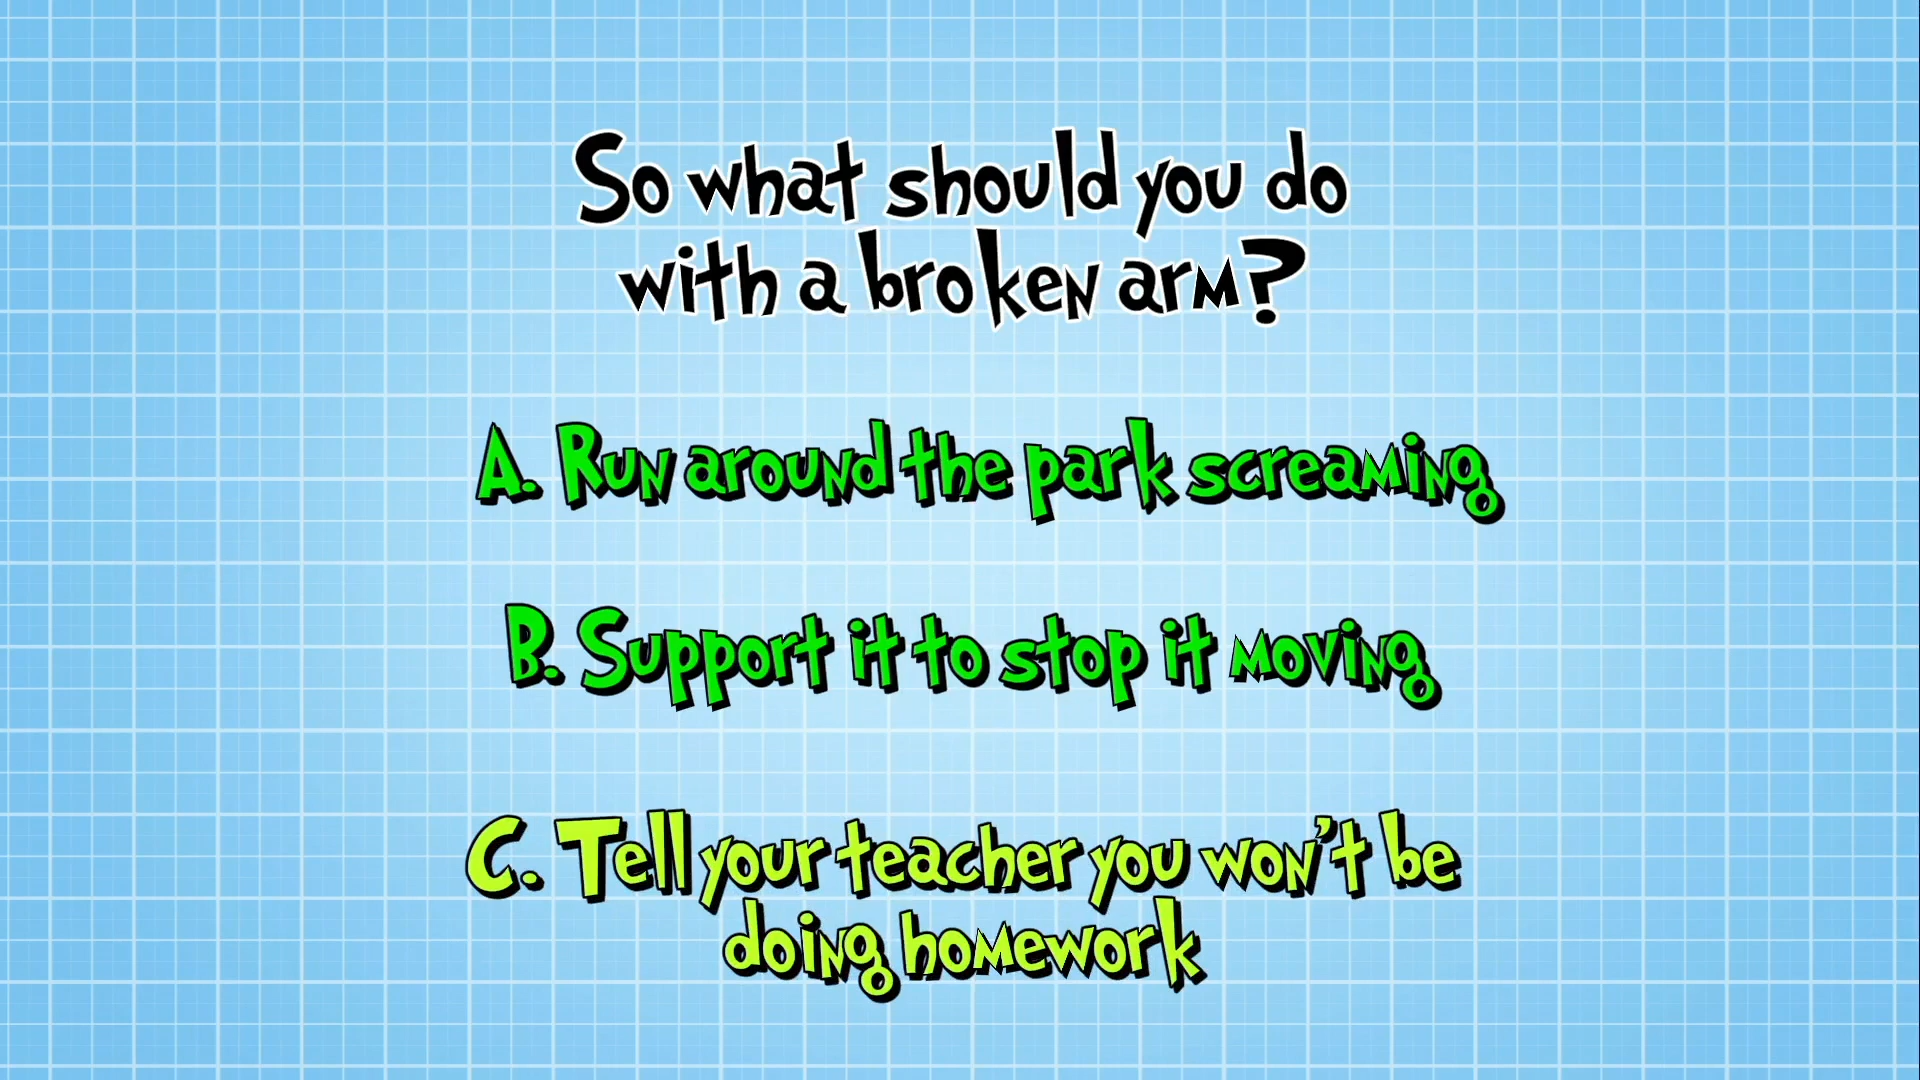 So what should you do
with a broken arm?
A. Run around the park screaming
B. Support it to stop it moving
C. Tell your teacher you won't be
doing homework